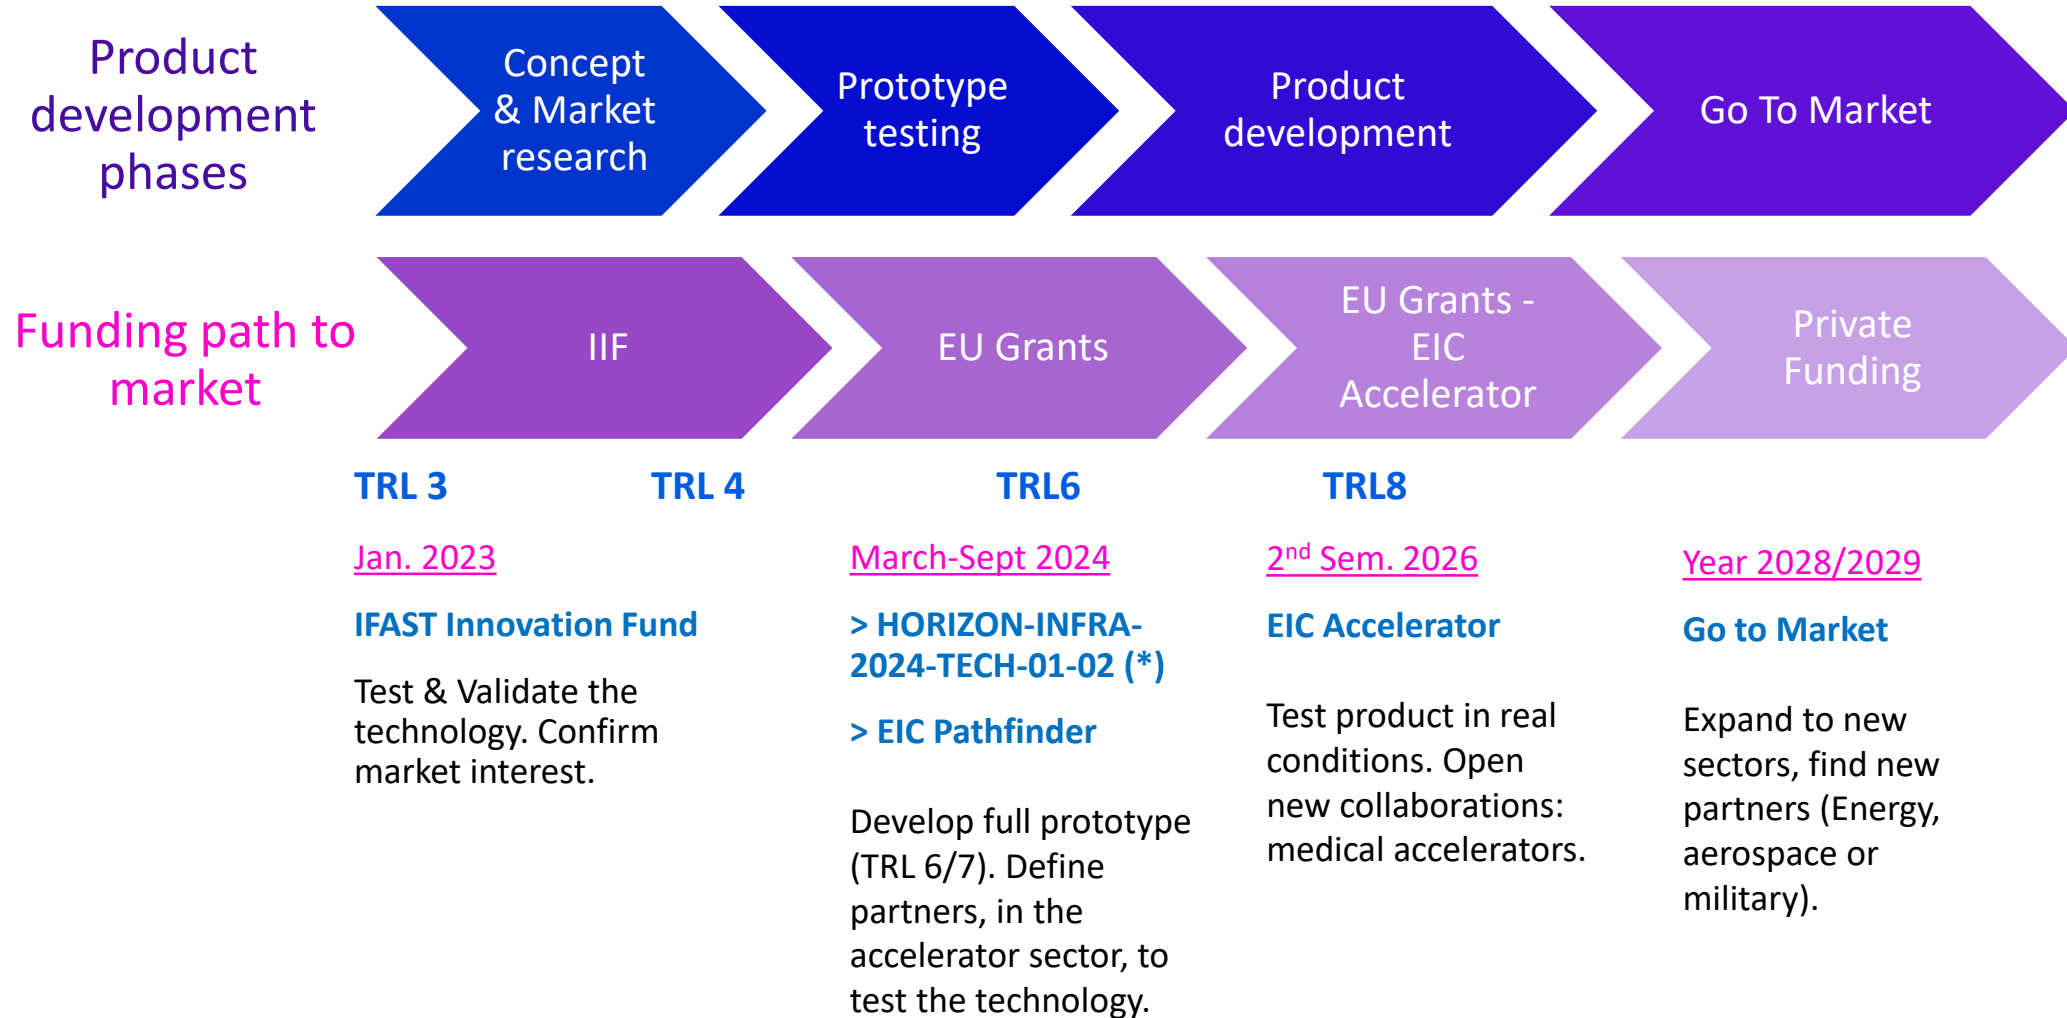 Product
development
phases
Concept
& Market
research
Prototype
testing
Product
development
Go To Market
Funding path to
market
IIF
EU Grants
EU Grants -
EIC
Accelerator
Private
Funding
TRL 3
TRL 4
TRL6
TRL8
Jan. 2023
IFAST Innovation Fund
Test & Validate the
technology. Confirm
market interest.
March-Sept 2024
> HORIZON-INFRA-
2024-TECH-01-02 (*)
> EIC Pathfinder
Develop full prototype
(TRL 6/7). Define
partners, in the
accelerator sector, to
test the technology.
2nd Sem. 2026
EIC Accelerator
Test product in real
conditions. Open
new collaborations:
medical accelerators.
Year 2028/2029
Go to Market
Expand to new
sectors, find new
partners (Energy,
aerospace or
military).